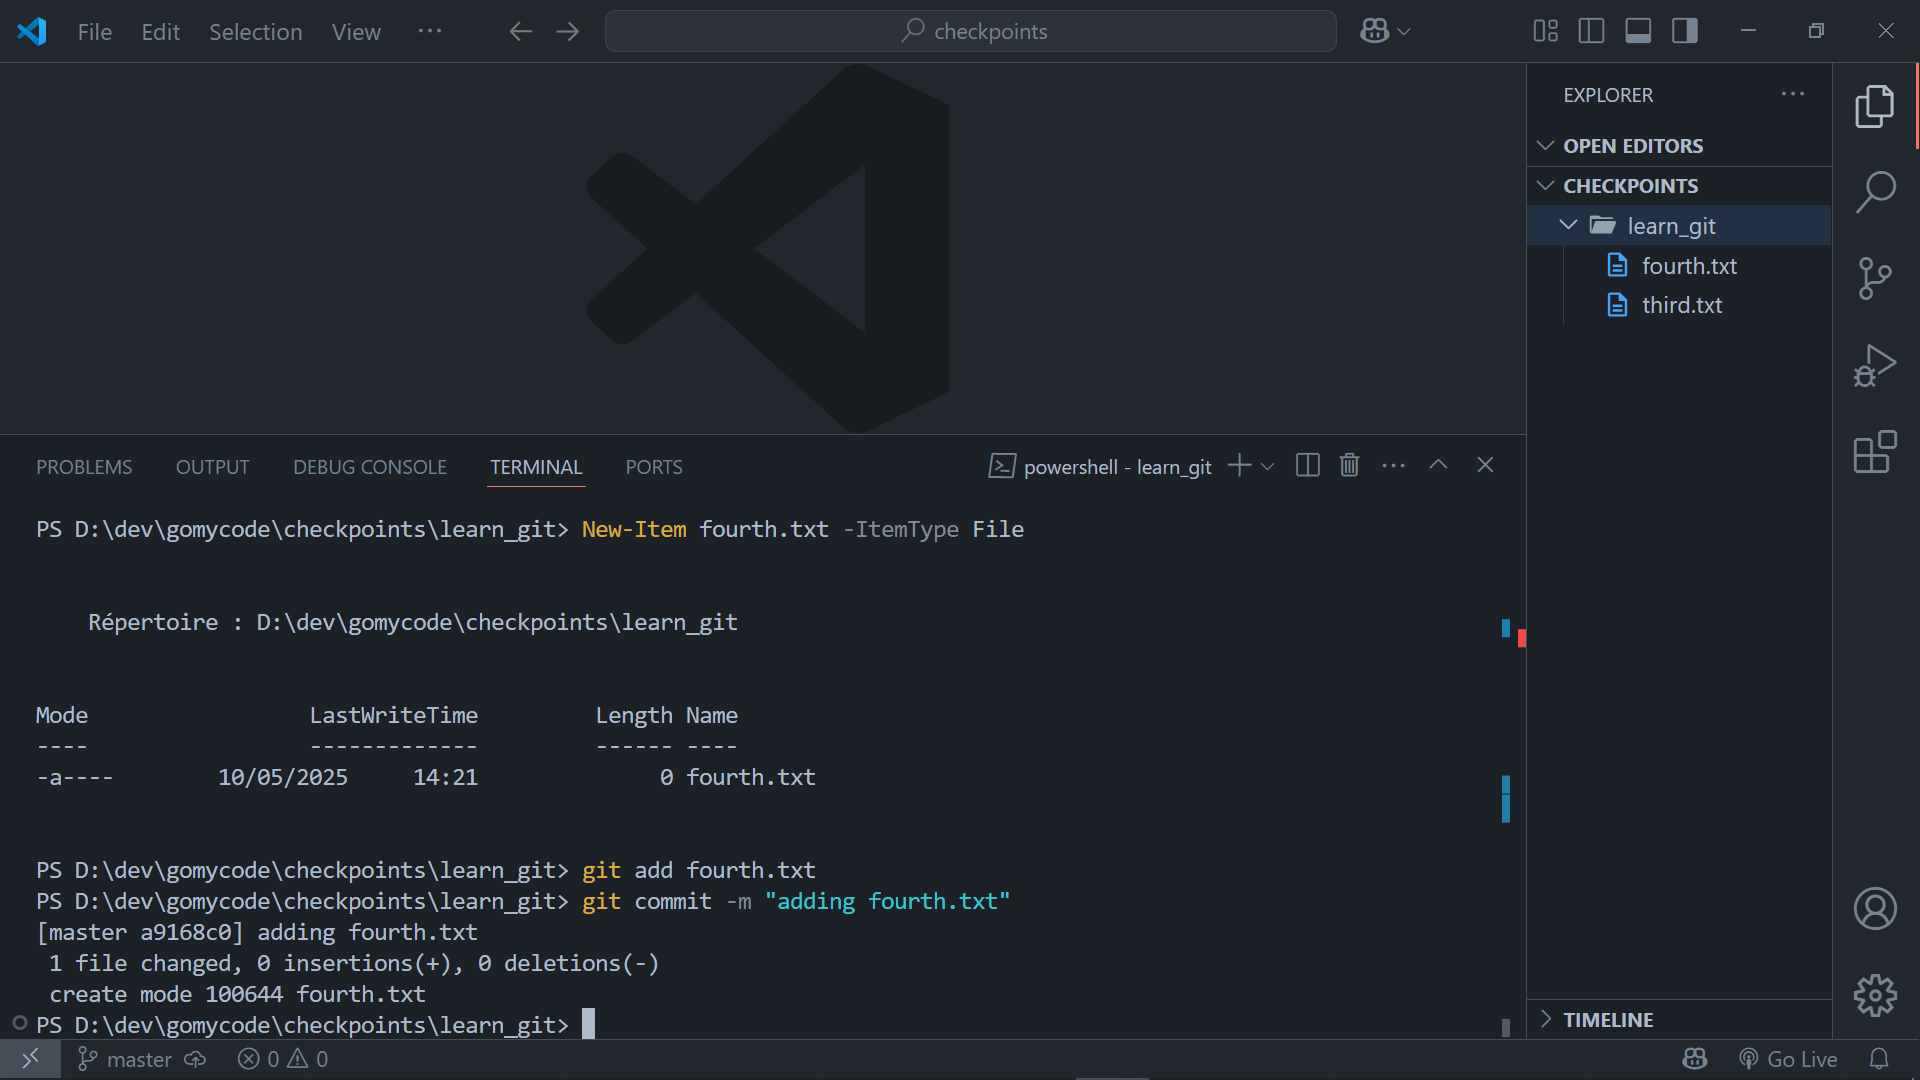 File Edit Selection View ··· checkpoints
EXPLORER ···
OPEN EDITORS
CHECKPOINTS
learn_git
fourth.txt
third.txt
PROBLEMS OUTPUT DEBUG CONSOLE TERMINAL PORTS powershell - learn_git ···
PS D:\dev\gomycode\checkpoints\learn_git> New-Item fourth.txt -ItemType File
Répertoire : D:\dev\gomycode\checkpoints\learn_git
Mode LastWriteTime Length Name
---- ------------- ------ ----
-a---- 10/05/2025 14:21 0 fourth.txt
PS D:\dev\gomycode\checkpoints\learn_git> git add fourth.txt
PS D:\dev\gomycode\checkpoints\learn_git> git commit -m "adding fourth.txt"
[master a9168c0] adding fourth.txt
1 file changed, 0 insertions(+), 0 deletions(-)
create mode 100644 fourth.txt
PS D:\dev\gomycode\checkpoints\learn_git>
TIMELINE
master 0 0 Go Live